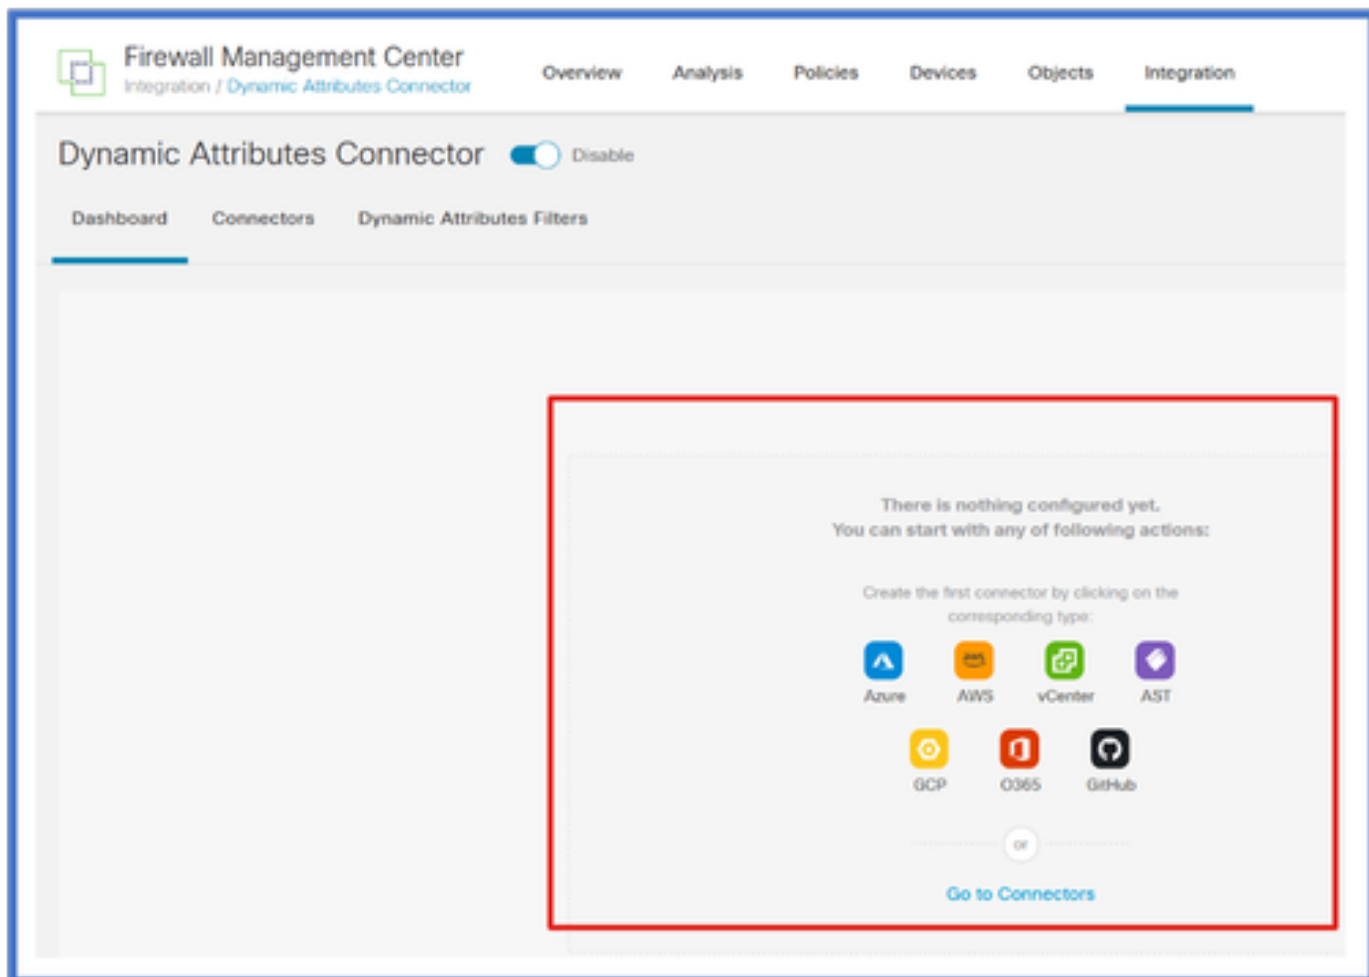 Firewall Management Center
Integration / Dynamic Attributes Connector
Overview Analysis Policies Devices Objects Integration
Dynamic Attributes Connector Disable
Dashboard Connectors Dynamic Attributes Filters
There is nothing configured yet.
You can start with any of following actions:
Create the first connector by clicking on the
corresponding type:
aws
Azure AWS vCenter AST
GCP O365 GitHub
or
Go to Connectors